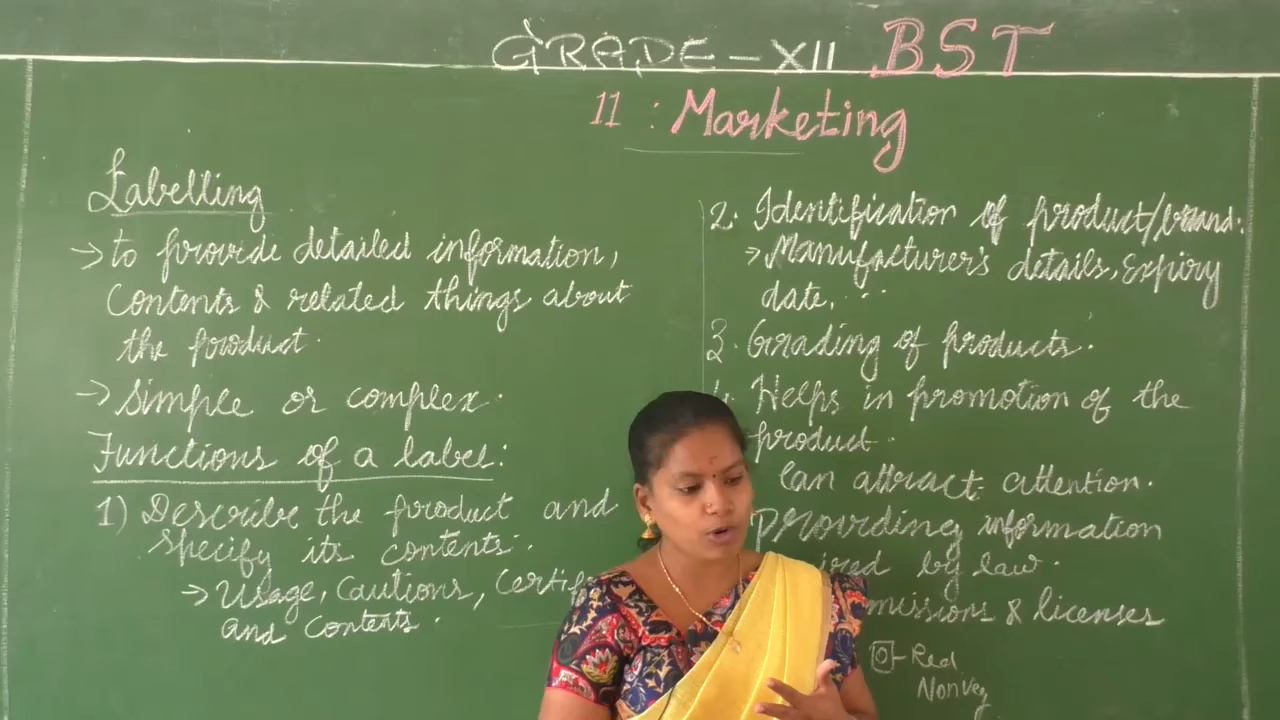 GRADE - XII BST
11 : Marketing
Labelling
→ to provide detailed information,
contents & related things about
the product.
→ Simple or complex.
Functions of a label:
1) Describe the product and
specify its contents.
→ Usage, Cautions,
and contents.
2. Identification of product/brand.
→ Manufacturer's details, Expiry
date, ...
3. Grading of products.
4. Helps in promotion of the
product.
Can attract attention.
Providing information
by law.
& licenses
- Red
NonVeg